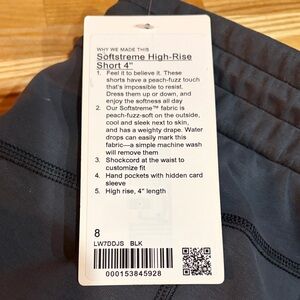 WHY WE MADE THIS
Softstreme High-Rise
Short 4"
1. Feel it to believe it. These
shorts have a peach-fuzz touch
that's impossible to resist.
Dress them up or down, and
enjoy the softness all day
2. Our Softstreme™ fabric is
peach-fuzz-soft on the outside,
cool and sleek next to skin,
and has a weighty drape. Water
drops can easily mark this
fabric—a simple machine wash
will remove them
3. Shockcord at the waist to
customize fit
4. Hand pockets with hidden card
sleeve
5. High rise, 4" length
8
LW7DDJS BLK
000153845928